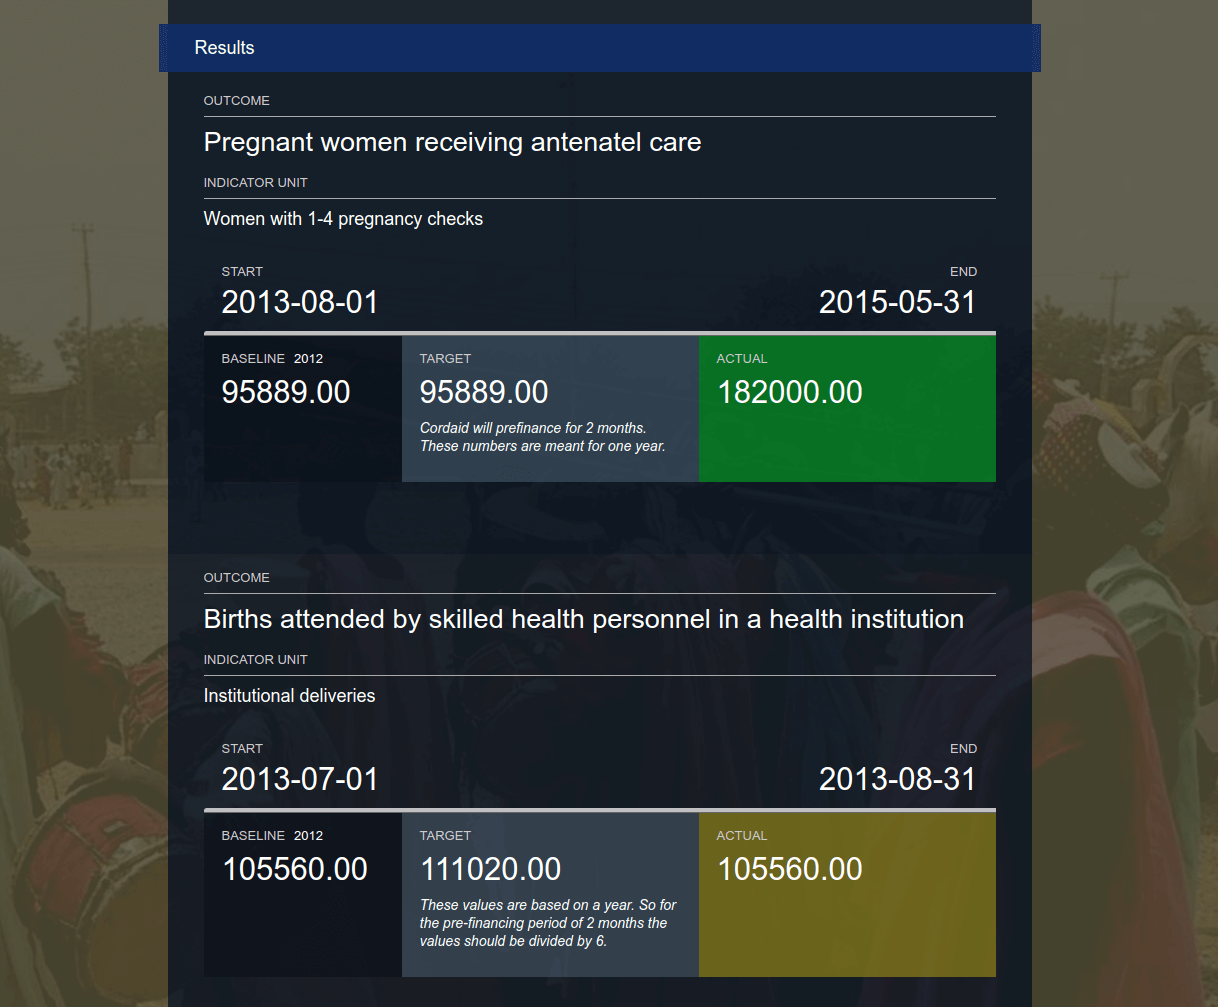 Results
OUTCOME
Pregnant women receiving antenatel care
INDICATOR UNIT
Women with 1-4 pregnancy checks
START
END
2013-08-01
2015-05-31
BASELINE 2012
TARGET
ACTUAL
95889.00
95889.00
182000.00
Cordaid will prefinance for 2 months.
These numbers are meant for one year.
OUTCOME
Births attended by skilled health personnel in a health institution
INDICATOR UNIT
Institutional deliveries
START
END
2013-07-01
2013-08-31
BASELINE 2012
TARGET
ACTUAL
105560.00
111020.00
105560.00
These values are based on a year. So for
the pre-financing period of 2 months the
values should be divided by 6.